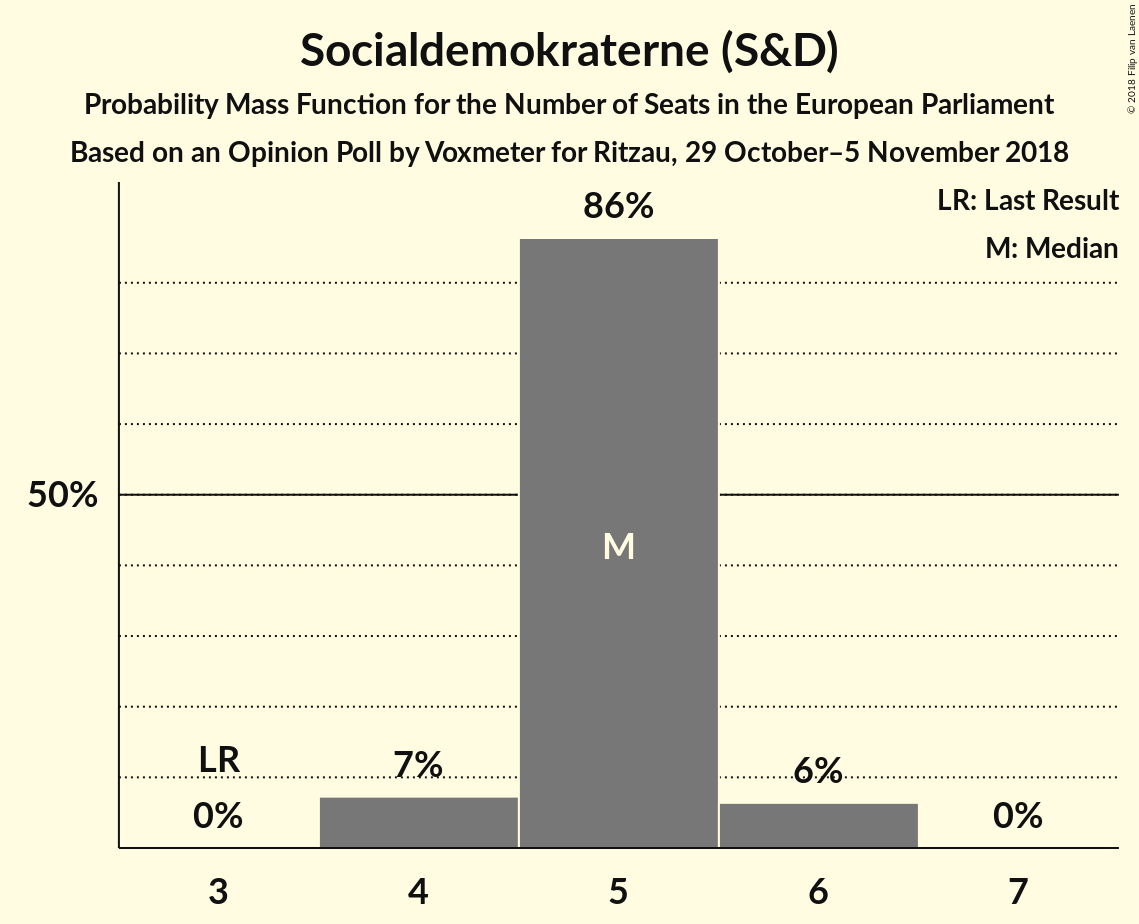 Socialdemokraterne (S&D)
Probability Mass Function for the Number of Seats in the European Parliament
Based on an Opinion Poll by Voxmeter for Ritzau, 29 October–5 November 2018
© 2018 Filip van Laenen
LR: Last Result
M: Median
86%
50%
M
LR
0%
7%
6%
0%
3
4
5
6
7